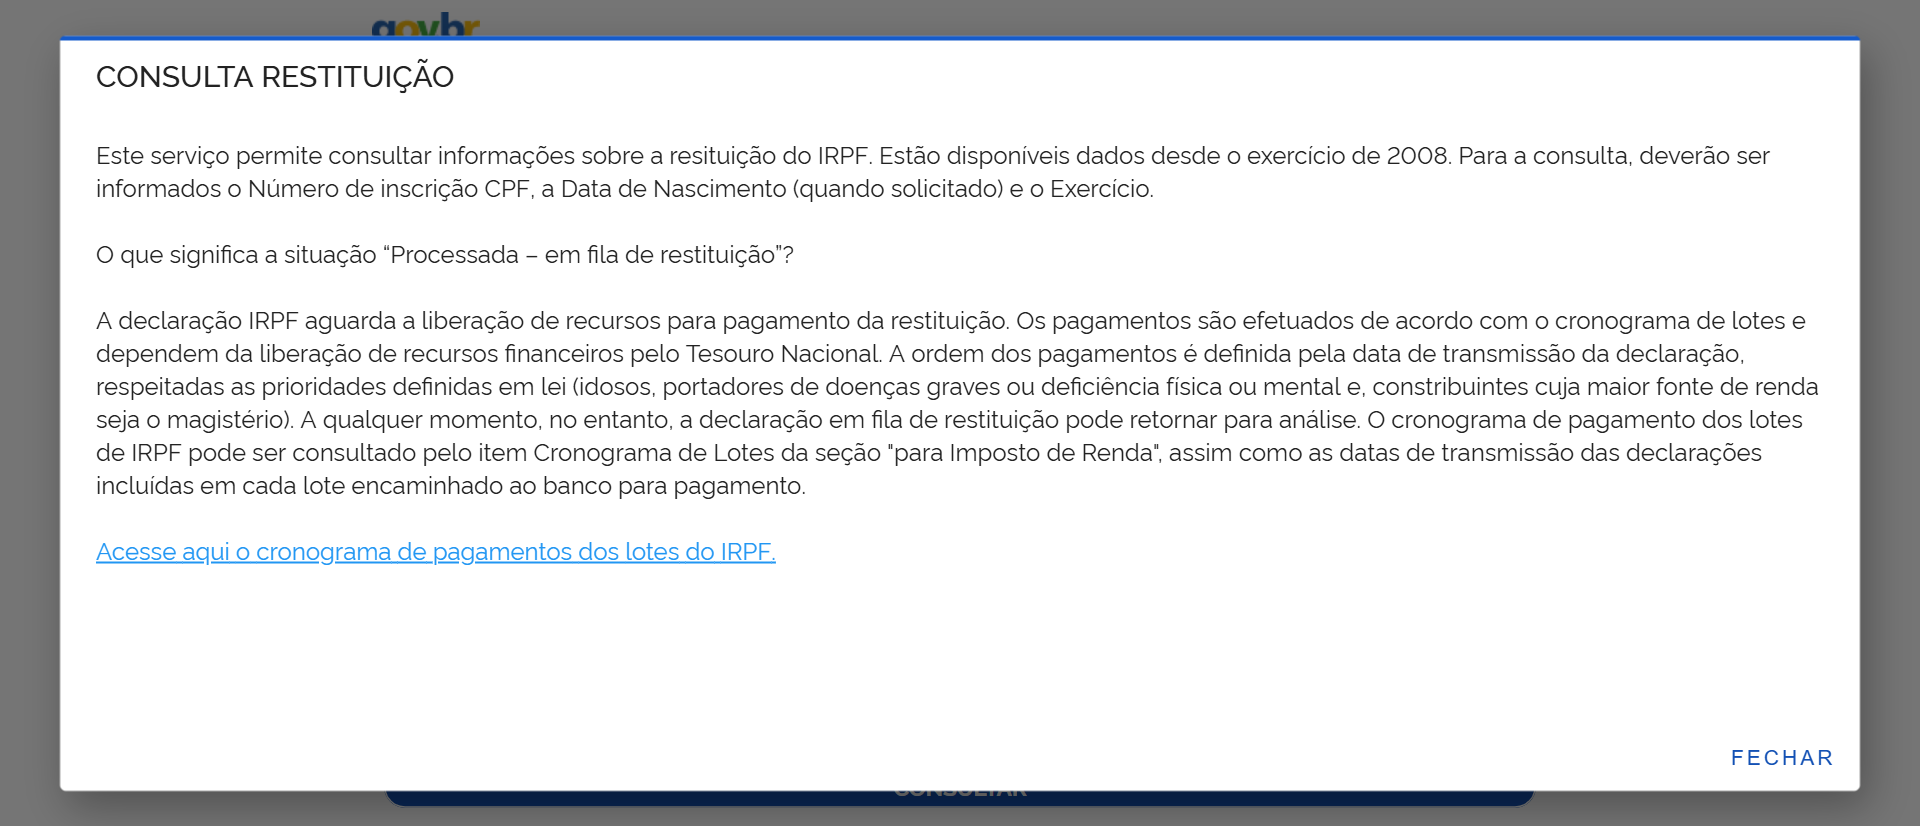 govbr
CONSULTA RESTITUIÇÃO
Este serviço permite consultar informações sobre a resituição do IRPF. Estão disponíveis dados desde o exercício de 2008. Para a consulta, deverão ser
informados o Número de inscrição CPF, a Data de Nascimento (quando solicitado) e o Exercício.
O que significa a situação “Processada – em fila de restituição”?
A declaração IRPF aguarda a liberação de recursos para pagamento da restituição. Os pagamentos são efetuados de acordo com o cronograma de lotes e
dependem da liberação de recursos financeiros pelo Tesouro Nacional. A ordem dos pagamentos é definida pela data de transmissão da declaração,
respeitadas as prioridades definidas em lei (idosos, portadores de doenças graves ou deficiência física ou mental e, constribuintes cuja maior fonte de renda
seja o magistério). A qualquer momento, no entanto, a declaração em fila de restituição pode retornar para análise. O cronograma de pagamento dos lotes
de IRPF pode ser consultado pelo item Cronograma de Lotes da seção "para Imposto de Renda", assim como as datas de transmissão das declarações
incluídas em cada lote encaminhado ao banco para pagamento.
Acesse aqui o cronograma de pagamentos dos lotes do IRPF.
FECHAR
CONSULTAR